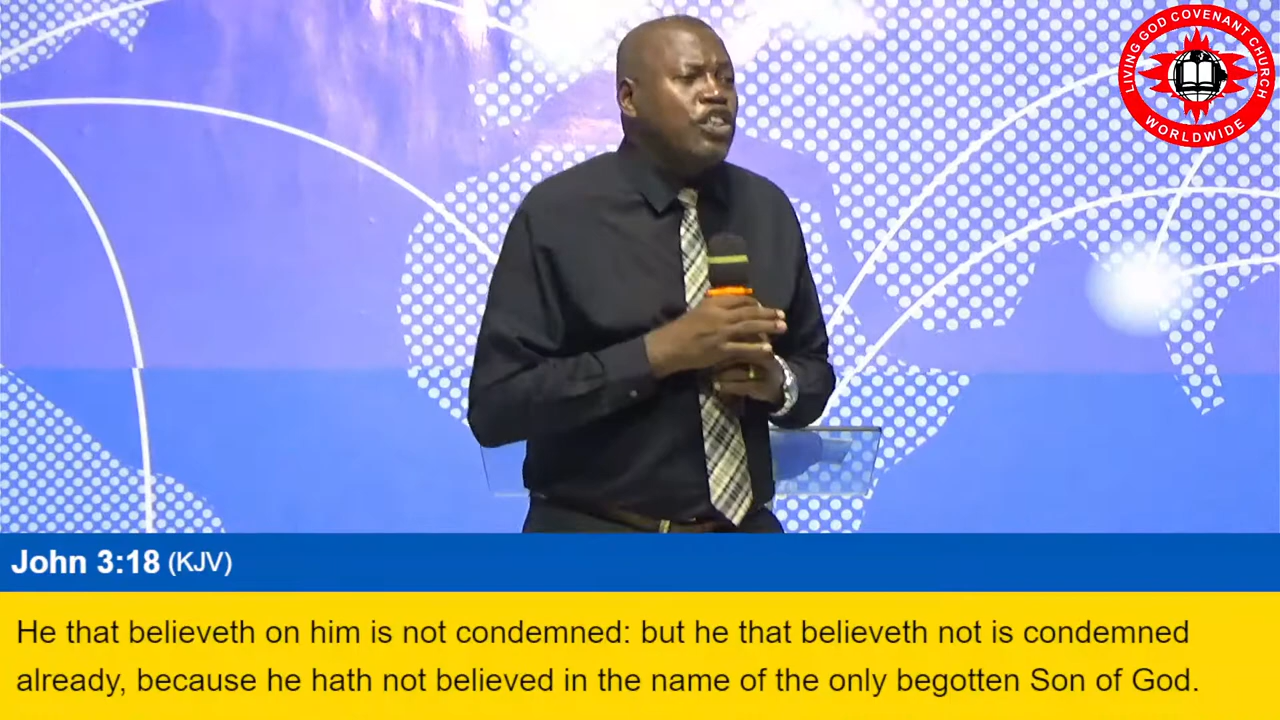 LIVING GOD COVENANT CHURCH
WORLDWIDE
John 3:18 (KJV)
He that believeth on him is not condemned: but he that believeth not is condemned
already, because he hath not believed in the name of the only begotten Son of God.